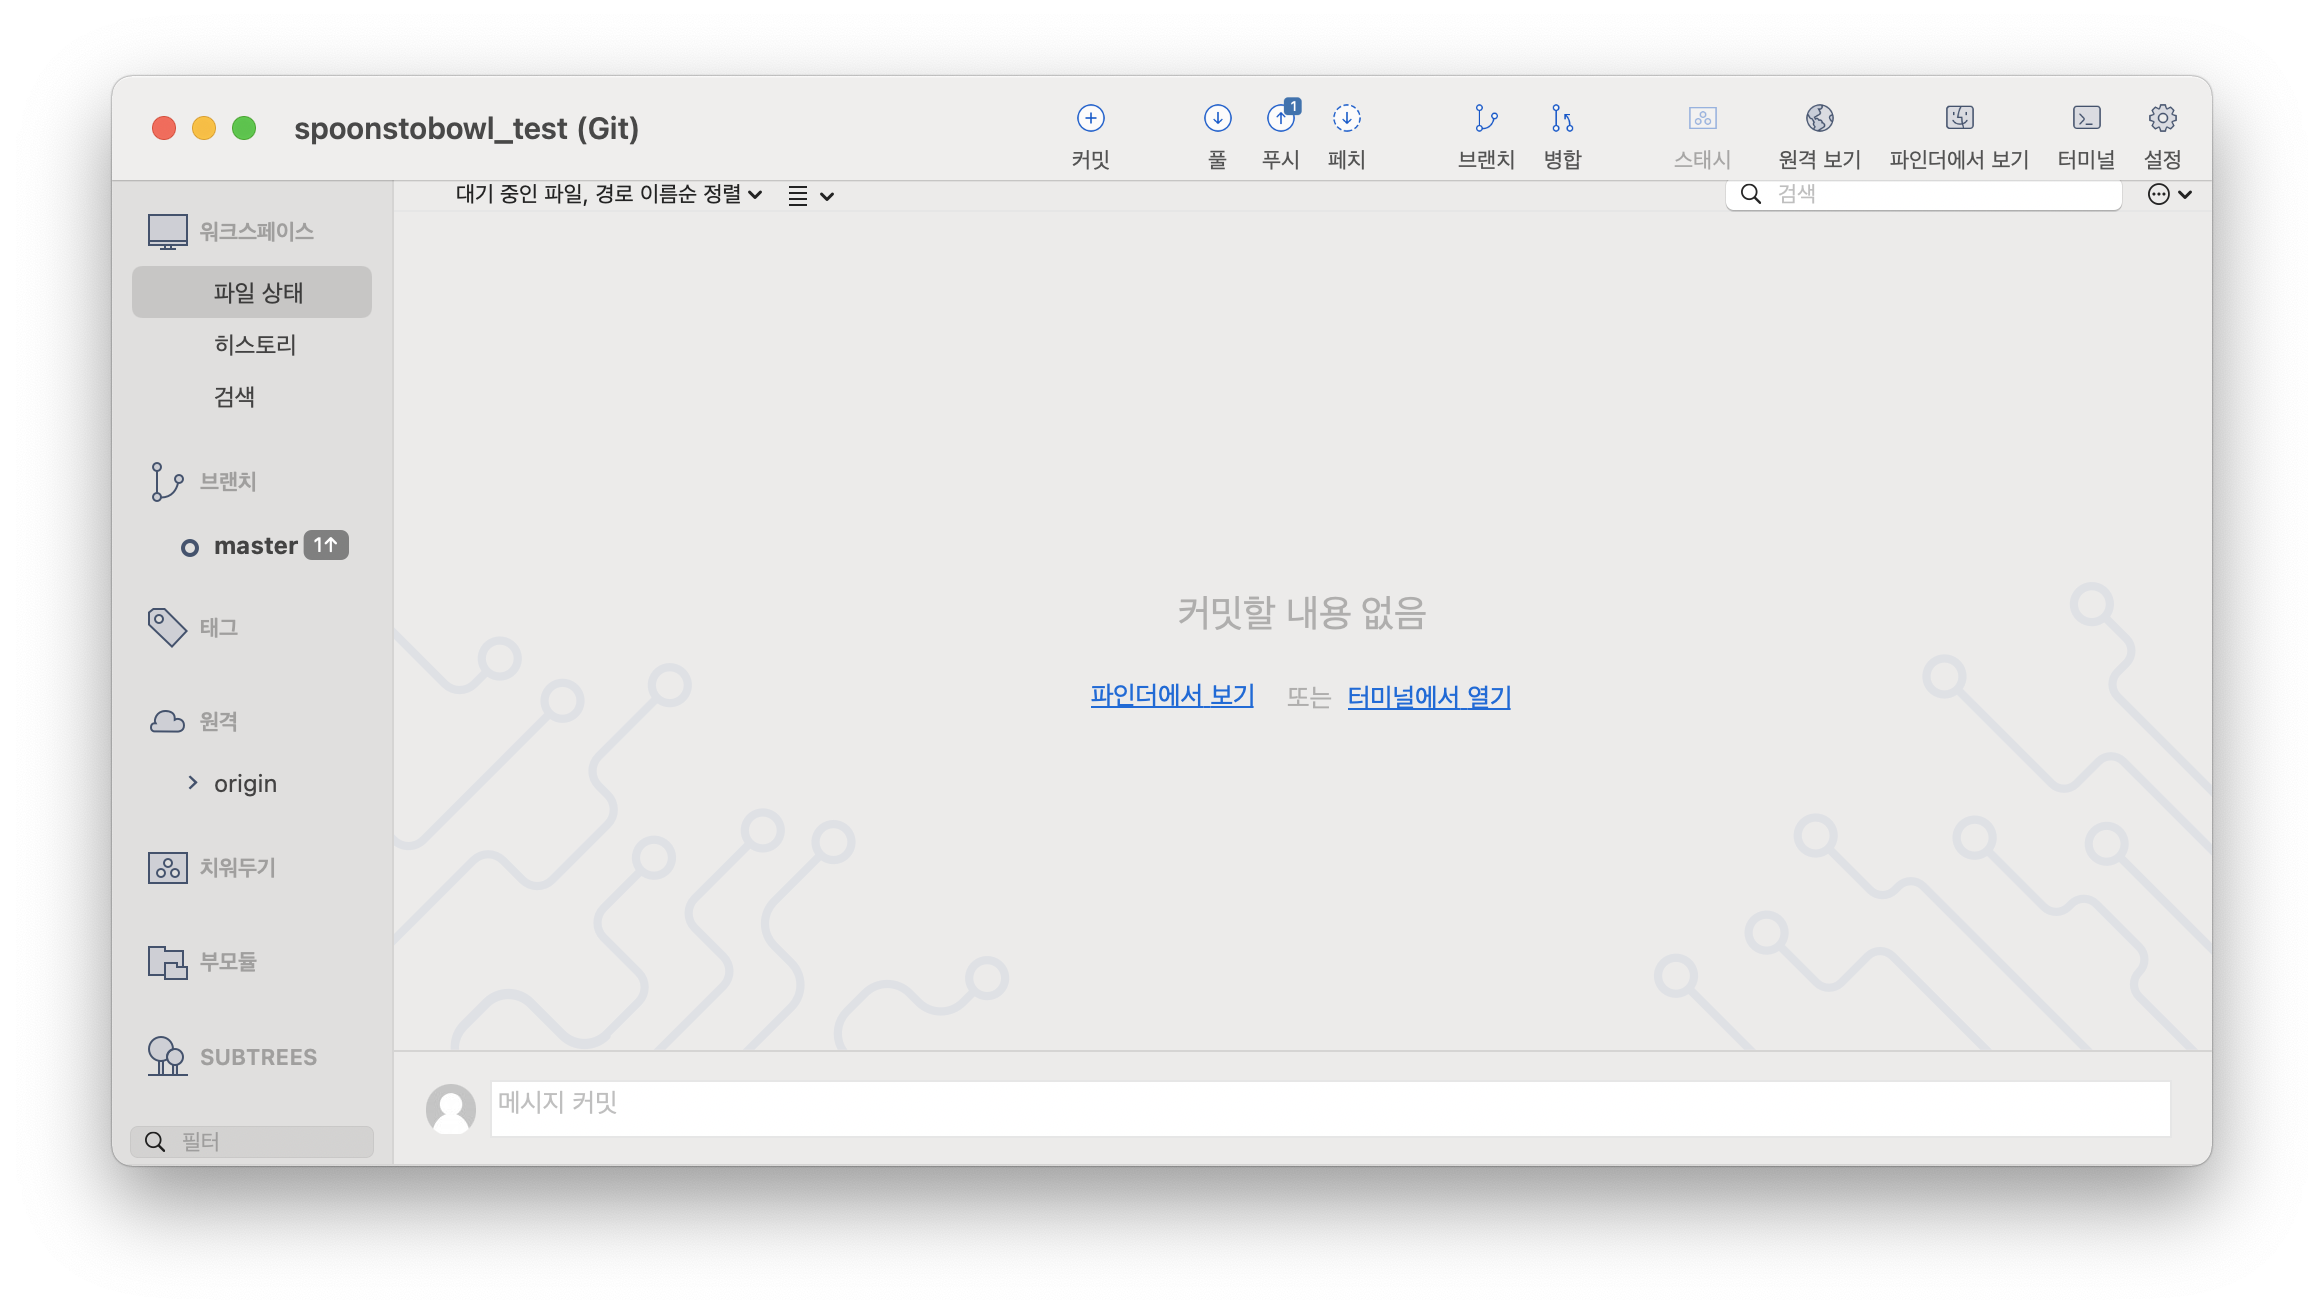 spoonstobowl_test (Git)
커밋
풀
1
푸시
페치
브랜치
병합
스태시
원격 보기
파인더에서 보기
터미널
설정
대기 중인 파일, 경로 이름순 정렬
검색
워크스페이스
파일 상태
히스토리
검색
브랜치
master 1↑
태그
원격
origin
치워두기
부모듈
SUBTREES
필터
커밋할 내용 없음
파인더에서 보기 또는 터미널에서 열기
메시지 커밋